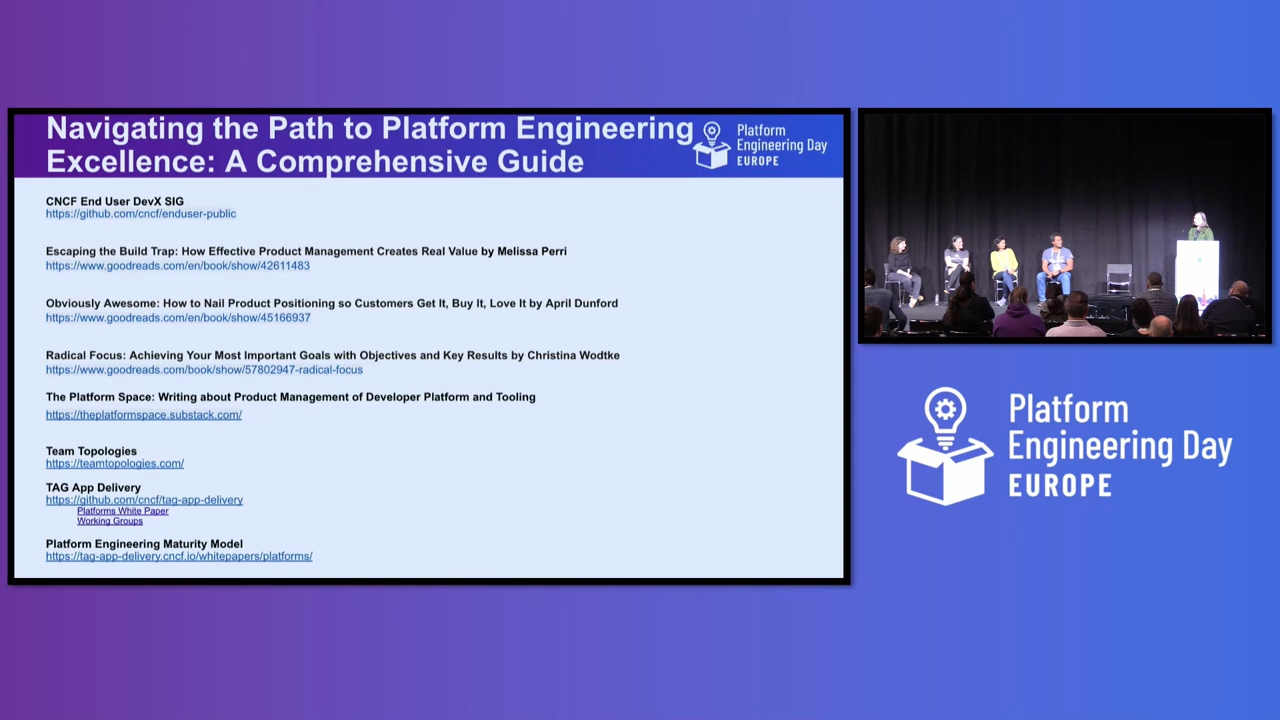 Navigating the Path to Platform Engineering
Excellence: A Comprehensive Guide
Platform
Engineering Day
EUROPE
CNCF End User DevX SIG
https://github.com/cncf/enduser-public
Escaping the Build Trap: How Effective Product Management Creates Real Value by Melissa Perri
https://www.goodreads.com/en/book/show/42611483
Obviously Awesome: How to Nail Product Positioning so Customers Get It, Buy It, Love It by April Dunford
https://www.goodreads.com/en/book/show/45166937
Radical Focus: Achieving Your Most Important Goals with Objectives and Key Results by Christina Wodtke
https://www.goodreads.com/book/show/57802947-radical-focus
The Platform Space: Writing about Product Management of Developer Platform and Tooling
https://theplatformspace.substack.com/
Team Topologies
https://teamtopologies.com/
TAG App Delivery
https://github.com/cncf/tag-app-delivery
Platforms White Paper
Working Groups
Platform Engineering Maturity Model
https://tag-app-delivery.cncf.io/whitepapers/platforms/
Platform
Engineering Day
EUROPE